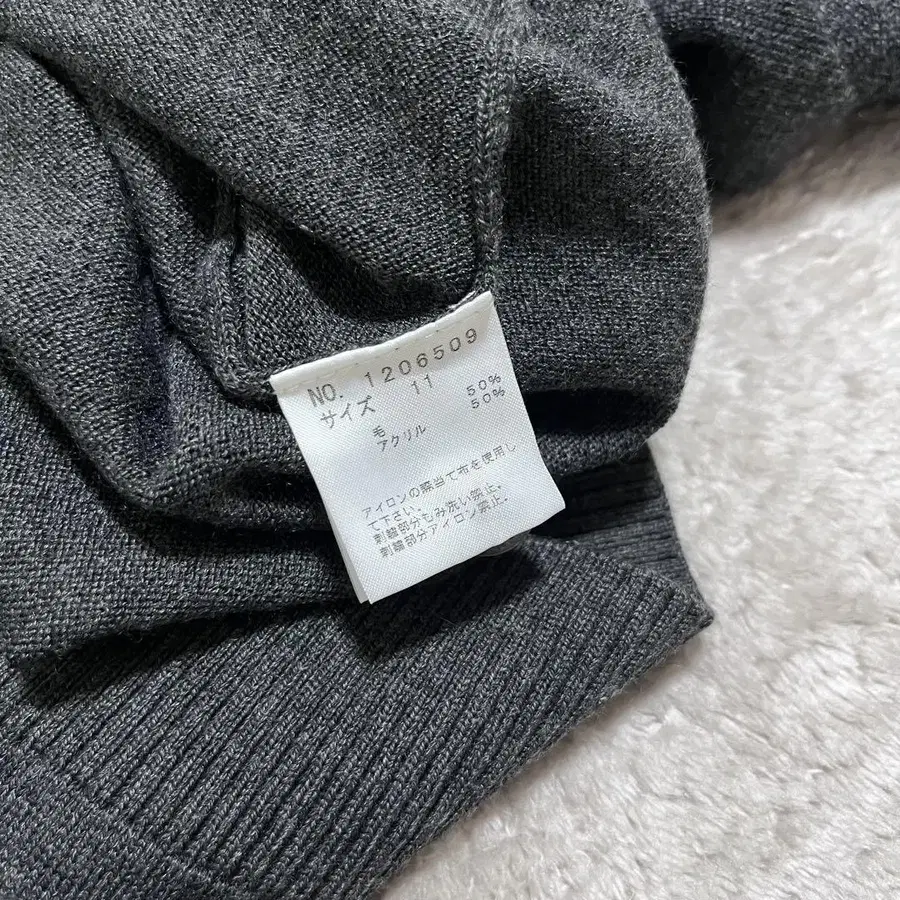 NO. 1206509
サイズ 11
毛 50%
アクリル 50%
アイロンの際当て布を使用し
て下さい。
刺繍部分もみ洗い禁止。
刺繍部分アイロン禁止。